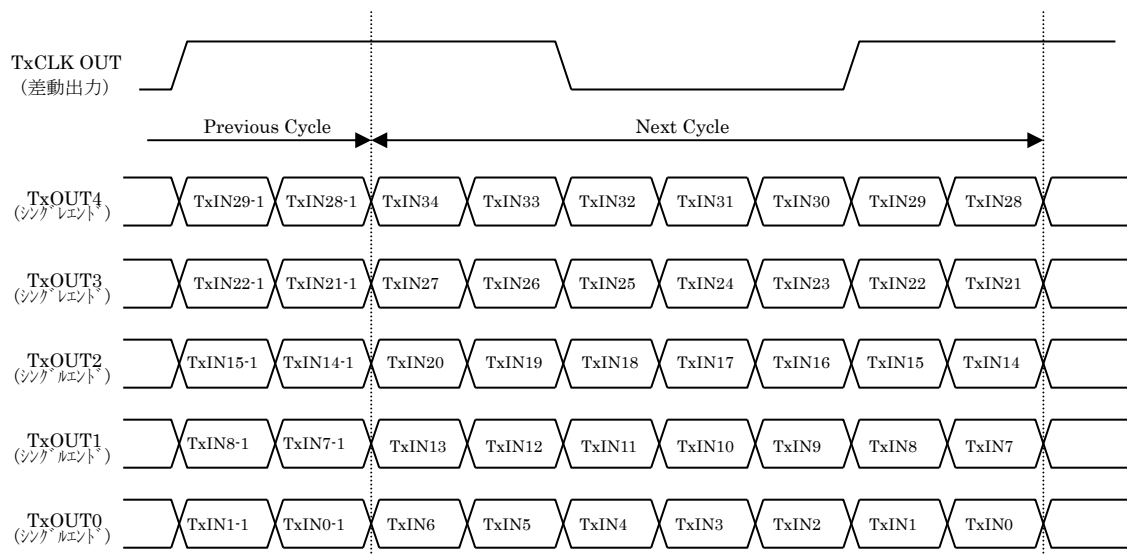 TxCLK OUT
(差動出力)
Previous Cycle Next Cycle
TxOUT4 TxIN29-1 TxIN28-1 TxIN34 TxIN33 TxIN32 TxIN31 TxIN30 TxIN29 TxIN28
(ｼﾝｸﾞﾙｴﾝﾄﾞ)
TxOUT3 TxIN22-1 TxIN21-1 TxIN27 TxIN26 TxIN25 TxIN24 TxIN23 TxIN22 TxIN21
(ｼﾝｸﾞﾙｴﾝﾄﾞ)
TxOUT2 TxIN15-1 TxIN14-1 TxIN20 TxIN19 TxIN18 TxIN17 TxIN16 TxIN15 TxIN14
(ｼﾝｸﾞﾙｴﾝﾄﾞ)
TxOUT1 TxIN8-1 TxIN7-1 TxIN13 TxIN12 TxIN11 TxIN10 TxIN9 TxIN8 TxIN7
(ｼﾝｸﾞﾙｴﾝﾄﾞ)
TxOUT0 TxIN1-1 TxIN0-1 TxIN6 TxIN5 TxIN4 TxIN3 TxIN2 TxIN1 TxIN0
(ｼﾝｸﾞﾙｴﾝﾄﾞ)